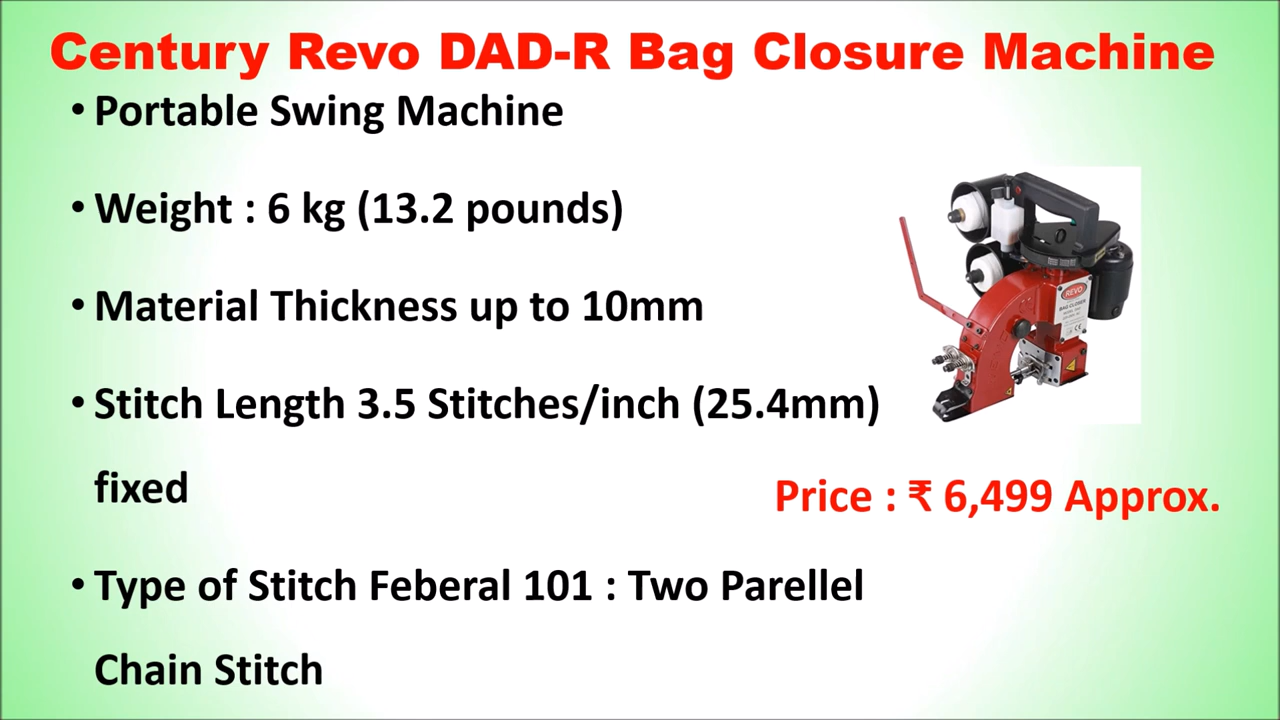 Century Revo DAD-R Bag Closure Machine
• Portable Swing Machine
• Weight : 6 kg (13.2 pounds)
• Material Thickness up to 10mm
• Stitch Length 3.5 Stitches/inch (25.4mm)
fixed
Price : ₹ 6,499 Approx.
• Type of Stitch Feberal 101 : Two Parellel
Chain Stitch
REVO
BAG CLOSER